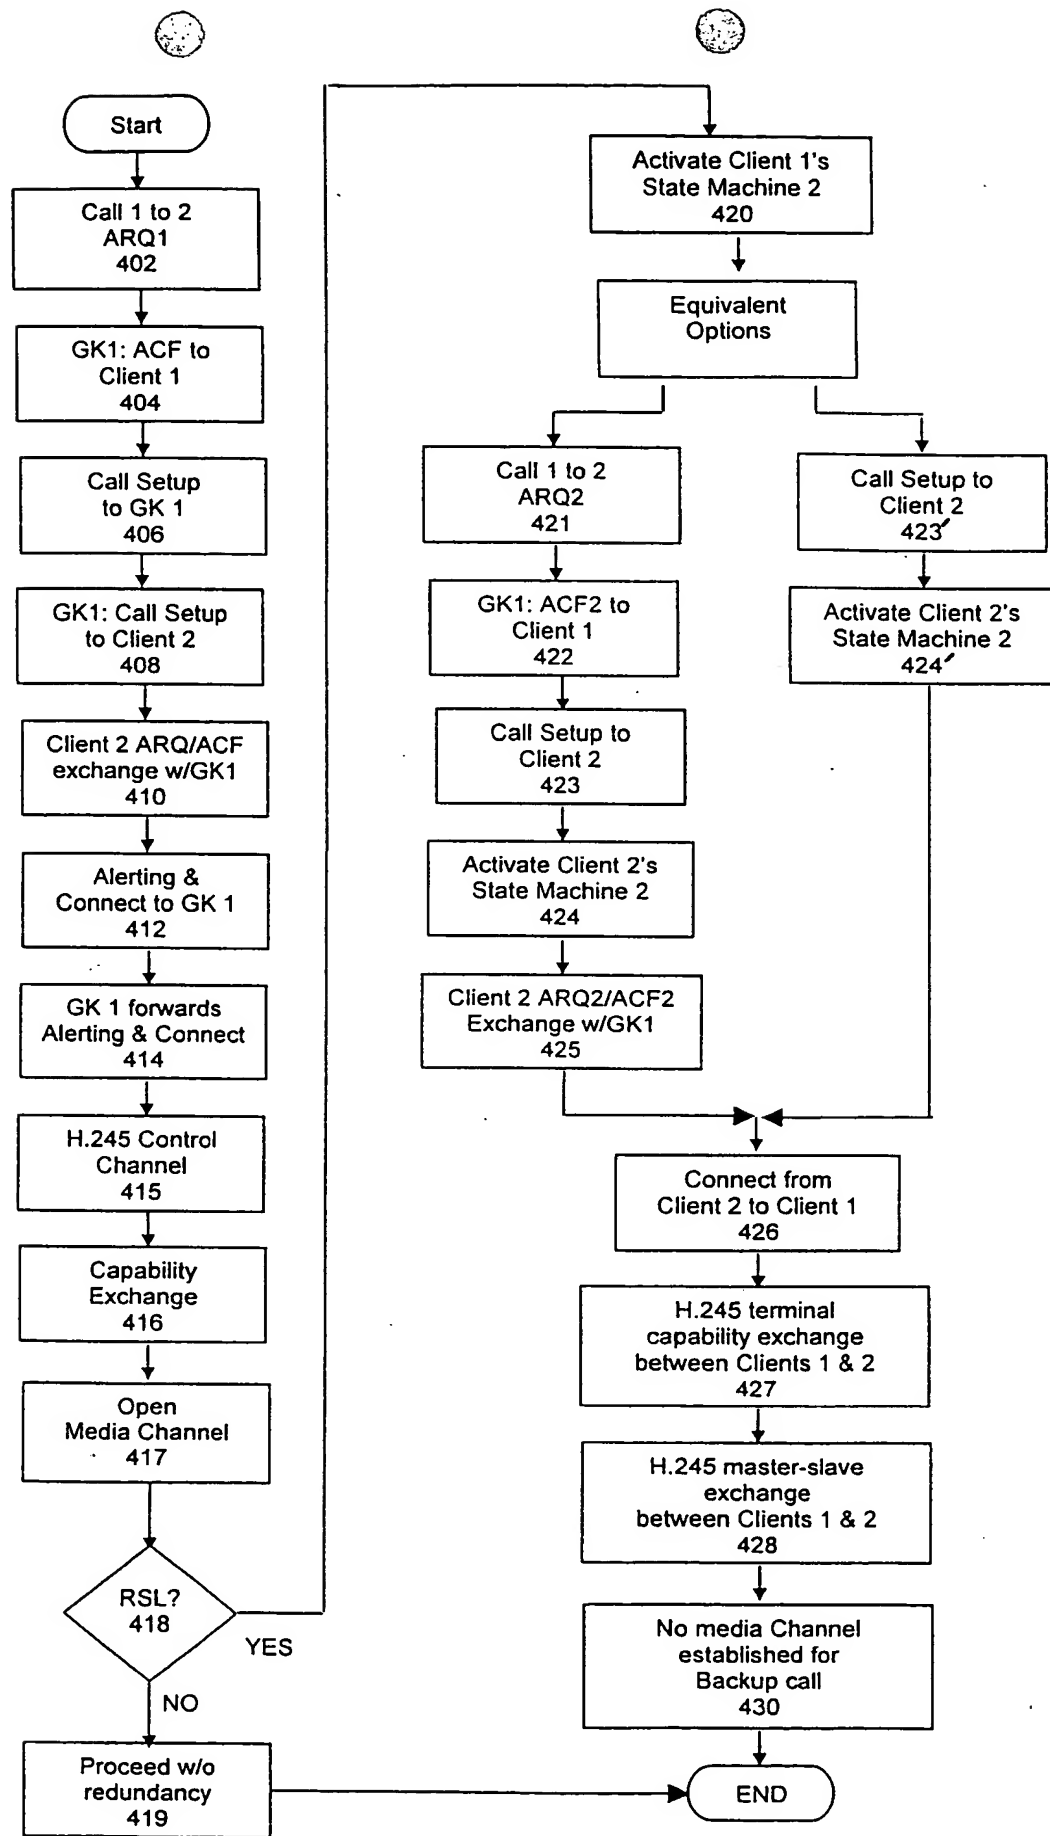 Start
Call 1 to 2
ARQ1
402
GK1: ACF to
Client 1
404
Call Setup
to GK 1
406
GK1: Call Setup
to Client 2
408
Client 2 ARQ/ACF
exchange w/GK1
410
Alerting &
Connect to GK 1
412
GK 1 forwards
Alerting & Connect
414
H.245 Control
Channel
415
Capability
Exchange
416
Open
Media Channel
417
RSL?
418
YES
NO
Proceed w/o
redundancy
419
Activate Client 1's
State Machine 2
420
Equivalent
Options
Call 1 to 2
ARQ2
421
GK1: ACF2 to
Client 1
422
Call Setup to
Client 2
423
Activate Client 2's
State Machine 2
424
Client 2 ARQ2/ACF2
Exchange w/GK1
425
Call Setup to
Client 2
423'
Activate Client 2's
State Machine 2
424'
Connect from
Client 2 to Client 1
426
H.245 terminal
capability exchange
between Clients 1 & 2
427
H.245 master-slave
exchange
between Clients 1 & 2
428
No media Channel
established for
Backup call
430
END